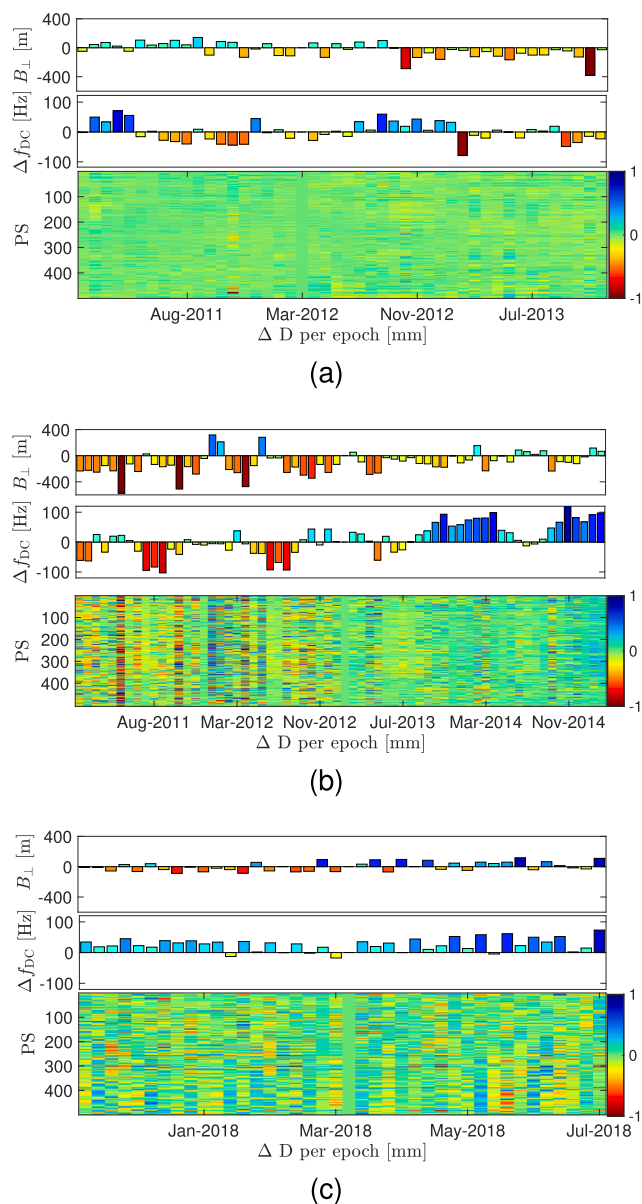 400
0
-400
B⊥ [m]
100
0
-100
Δf_DC [Hz]
100
200
300
400
PS
1
0
-1
Aug-2011 Mar-2012 Nov-2012 Jul-2013
Δ D per epoch [mm]
(a)
400
0
-400
B⊥ [m]
100
0
-100
Δf_DC [Hz]
100
200
300
400
PS
1
0
-1
Aug-2011 Mar-2012 Nov-2012 Jul-2013 Mar-2014 Nov-2014
Δ D per epoch [mm]
(b)
400
0
-400
B⊥ [m]
100
0
-100
Δf_DC [Hz]
100
200
300
400
PS
1
0
-1
Jan-2018 Mar-2018 May-2018 Jul-2018
Δ D per epoch [mm]
(c)